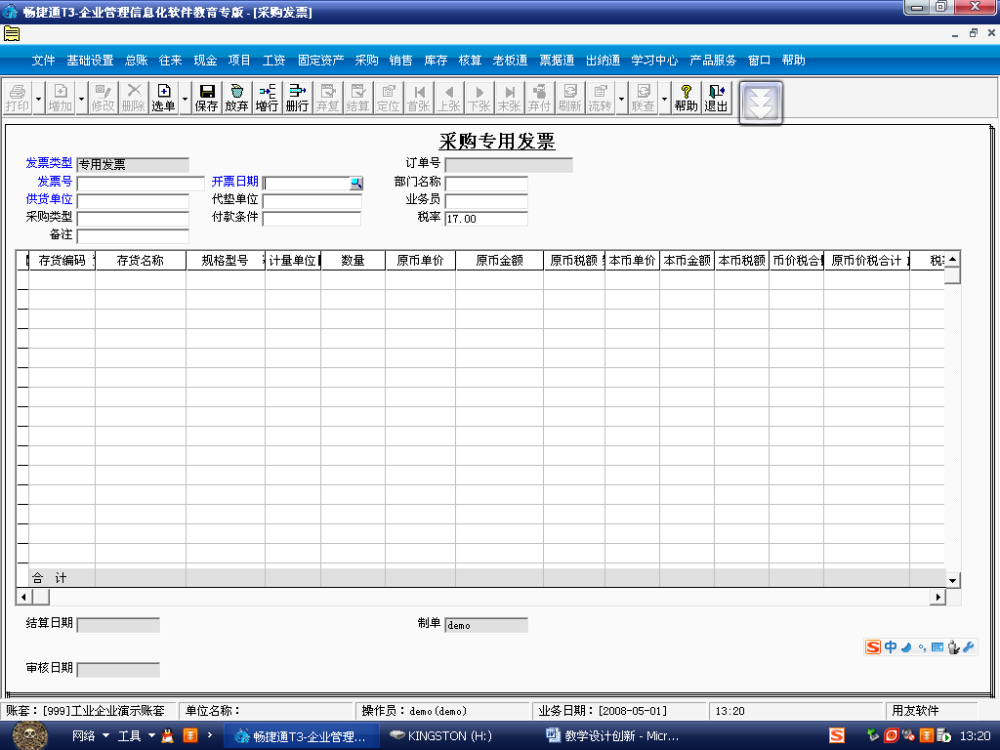 畅捷通T3-企业管理信息化软件教育专版 - [采购发票]
文件 基础设置 总账 往来 现金 项目 工资 固定资产 采购 销售 库存 核算 老板通 票据通 出纳通 学习中心 产品服务 窗口 帮助
打印 增加 修改 删除 选单 保存 放弃 增行 删行 弃复 结算 定位 首张 上张 下张 末张 弃付 刷新 流转 联查 帮助 退出
采购专用发票
发票类型 专用发票 订单号
发票号 开票日期 部门名称
供货单位 代垫单位 业务员
采购类型 付款条件 税率 17.00
备注
存货编码 存货名称 规格型号 计量单位 数量 原币单价 原币金额 原币税额 本币单价 本币金额 本币税额 币价税合 原币价税合计 税
合 计
结算日期 制单 demo
审核日期
账套：[999]工业企业演示账套 单位名称： 操作员：demo(demo) 业务日期：[2008-05-01] 13:20 用友软件
网络 工具 畅捷通T3-企业管理... KINGSTON (H:) 教学设计创新 - Micr... 13:20
S 中